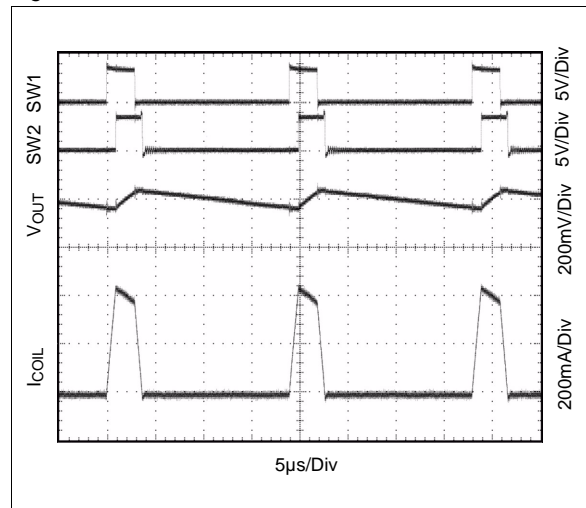 SW1
5V/Div
SW2
5V/Div
VOUT
200mV/Div
ICOIL
200mA/Div
5µs/Div